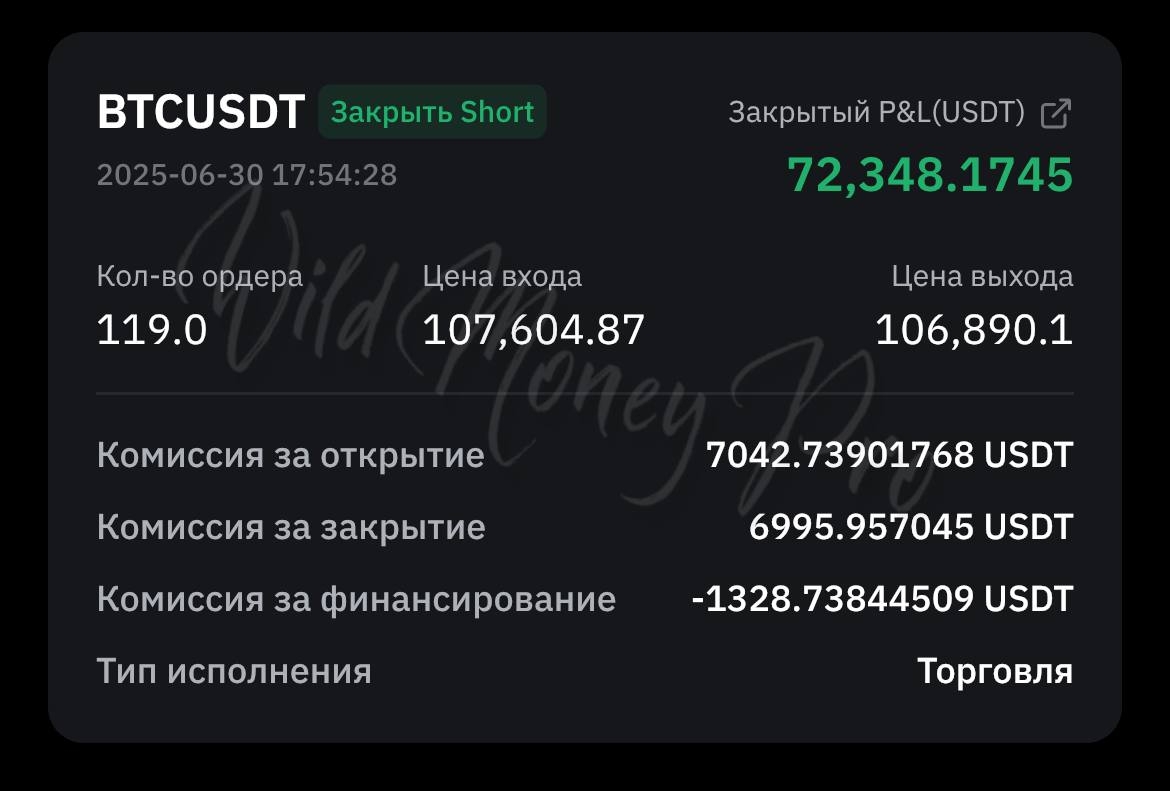 BTCUSDT Закрыть Short Закрытый P&L(USDT)
2025-06-30 17:54:28 72,348.1745
Кол-во ордера Цена входа Цена выхода
119.0 107,604.87 106,890.1
Wild Money Pro
Комиссия за открытие 7042.73901768 USDT
Комиссия за закрытие 6995.957045 USDT
Комиссия за финансирование -1328.73844509 USDT
Тип исполнения Торговля